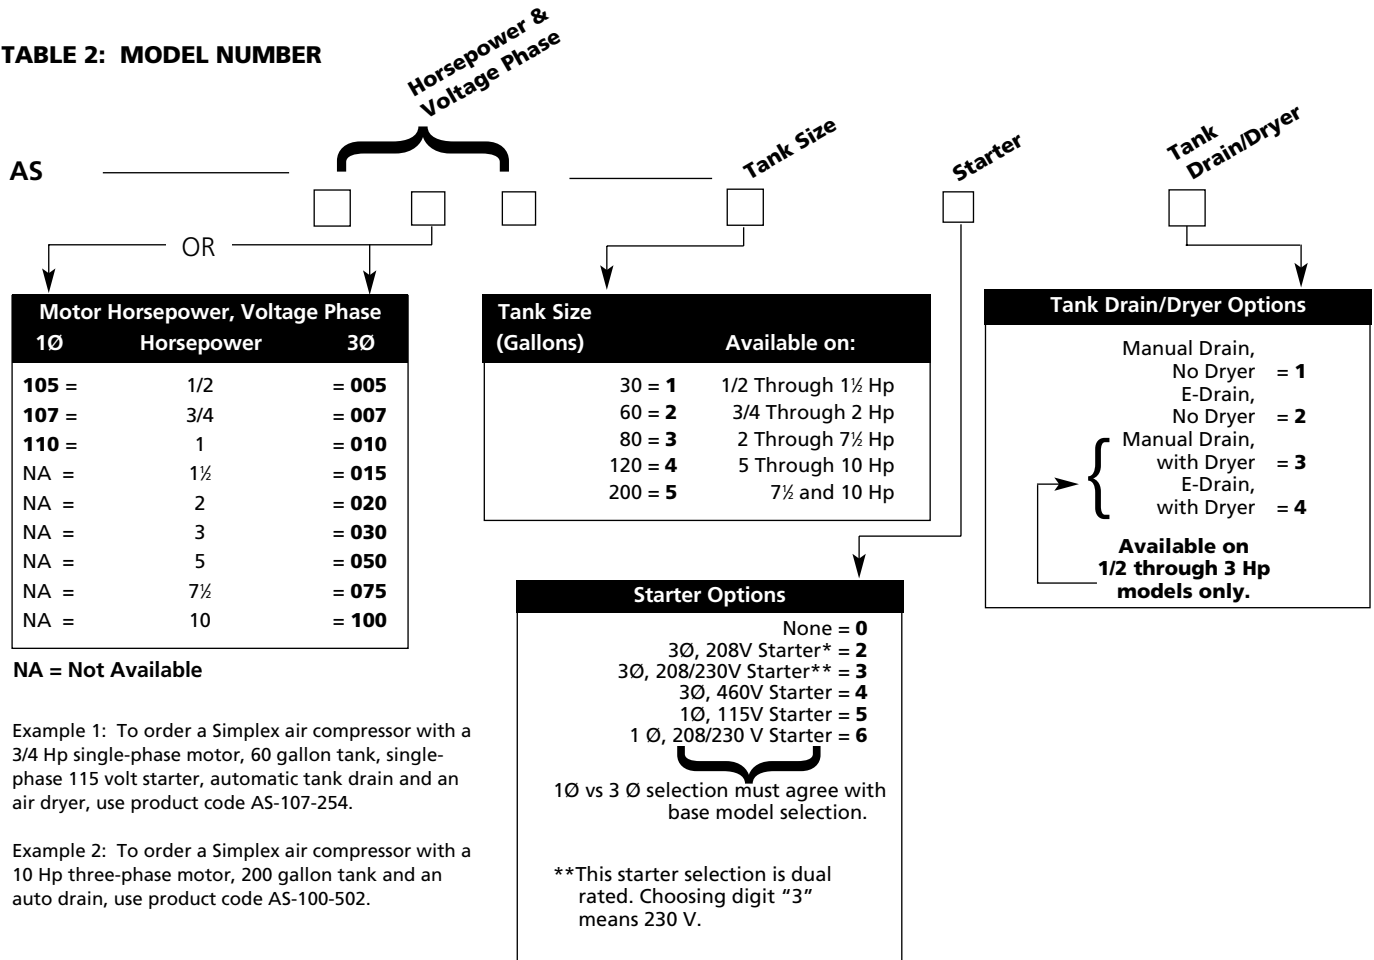 TABLE 2: MODEL NUMBER
Horsepower &
Voltage Phase
Tank Size
Starter
Tank
Drain/Dryer
AS
OR
Motor Horsepower, Voltage Phase
1Ø Horsepower 3Ø
105 = 1/2 = 005
107 = 3/4 = 007
110 = 1 = 010
NA = 1½ = 015
NA = 2 = 020
NA = 3 = 030
NA = 5 = 050
NA = 7½ = 075
NA = 10 = 100
NA = Not Available
Tank Size
(Gallons) Available on:
30 = 1 1/2 Through 1½ Hp
60 = 2 3/4 Through 2 Hp
80 = 3 2 Through 7½ Hp
120 = 4 5 Through 10 Hp
200 = 5 7½ and 10 Hp
Tank Drain/Dryer Options
Manual Drain,
No Dryer = 1
E-Drain,
No Dryer = 2
Manual Drain,
with Dryer = 3
E-Drain,
with Dryer = 4
Available on
1/2 through 3 Hp
models only.
Starter Options
None = 0
3Ø, 208V Starter* = 2
3Ø, 208/230V Starter** = 3
3Ø, 460V Starter = 4
1Ø, 115V Starter = 5
1 Ø, 208/230 V Starter = 6
1Ø vs 3 Ø selection must agree with
base model selection.
**This starter selection is dual
rated. Choosing digit "3"
means 230 V.
Example 1: To order a Simplex air compressor with a
3/4 Hp single-phase motor, 60 gallon tank, single-
phase 115 volt starter, automatic tank drain and an
air dryer, use product code AS-107-254.
Example 2: To order a Simplex air compressor with a
10 Hp three-phase motor, 200 gallon tank and an
auto drain, use product code AS-100-502.